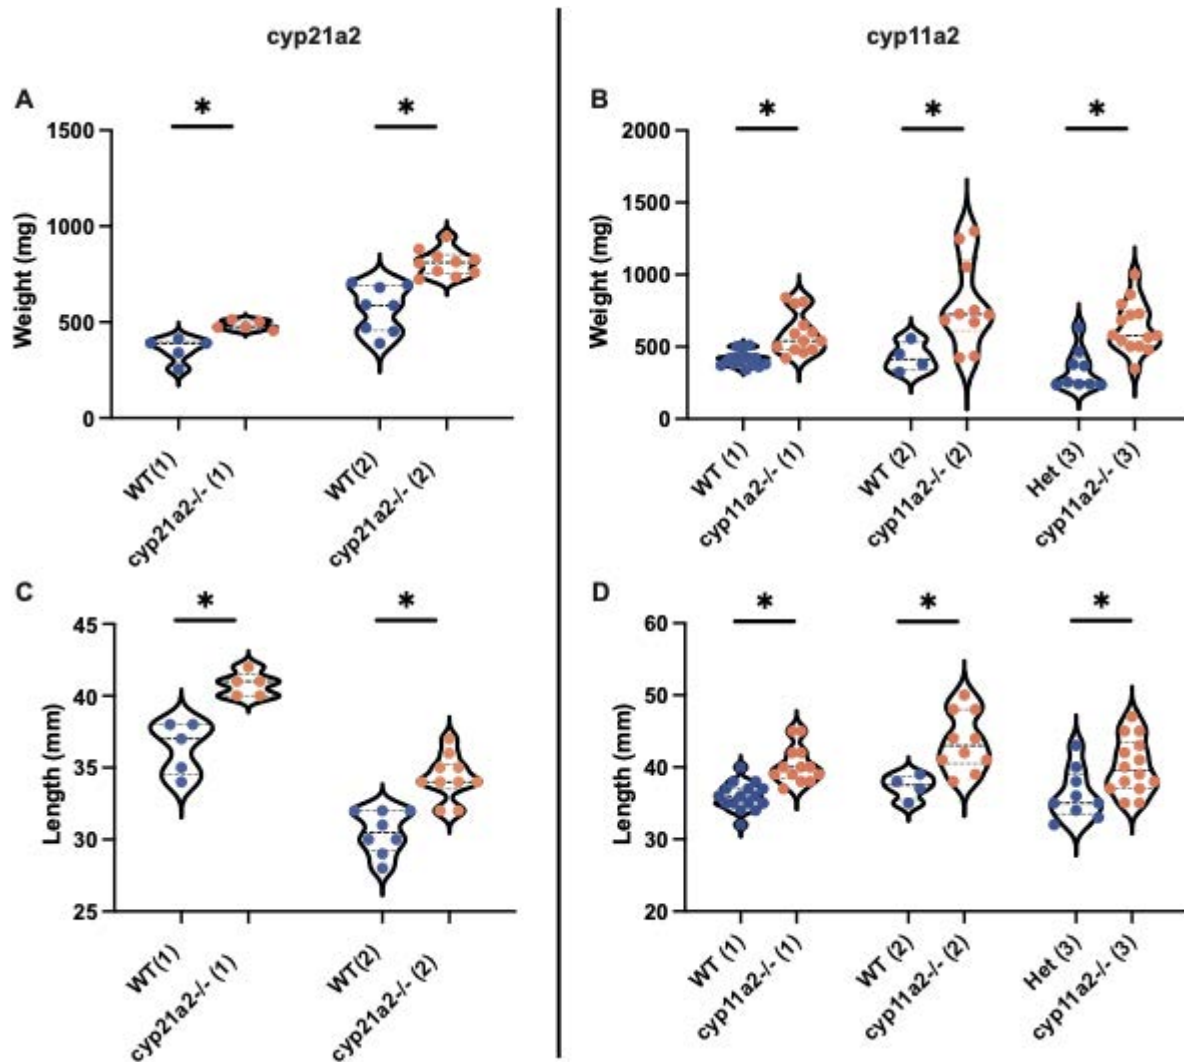 cyp21a2
cyp11a2
A
*
*
1500
1000
500
0
Weight (mg)
WT(1)
cyp21a2-/- (1)
WT(2)
cyp21a2-/- (2)
B
*
*
*
2000
1500
1000
500
0
Weight (mg)
WT (1)
cyp11a2-/- (1)
WT (2)
cyp11a2-/- (2)
Het (3)
cyp11a2-/- (3)
C
*
*
45
40
35
30
25
Length (mm)
WT(1)
cyp21a2-/- (1)
WT(2)
cyp21a2-/- (2)
D
*
*
*
60
50
40
30
20
Length (mm)
WT (1)
cyp11a2-/- (1)
WT (2)
cyp11a2-/- (2)
Het (3)
cyp11a2-/- (3)